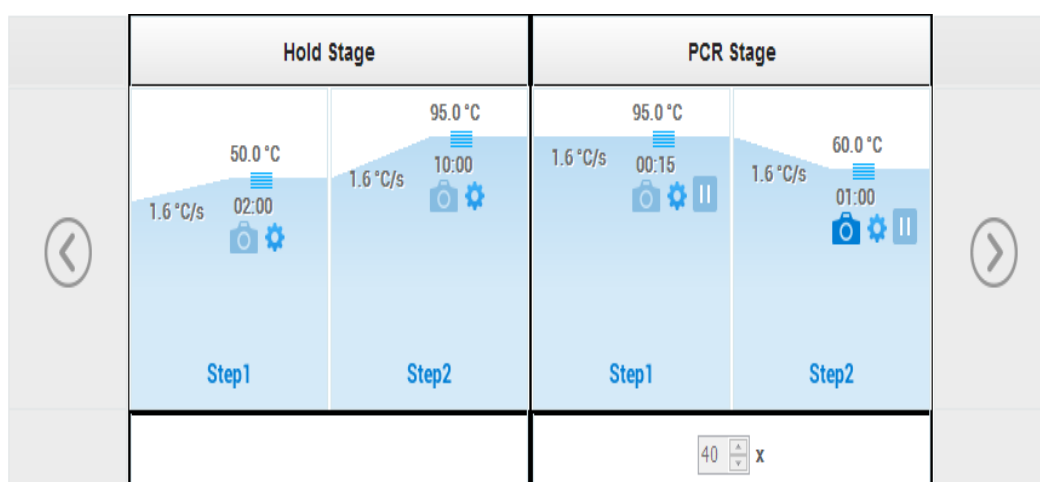 Hold Stage
PCR Stage
50.0 °C
1.6 °C/s
02:00
Step1
95.0 °C
1.6 °C/s
10:00
Step2
95.0 °C
1.6 °C/s
00:15
Step1
60.0 °C
1.6 °C/s
01:00
Step2
40 x